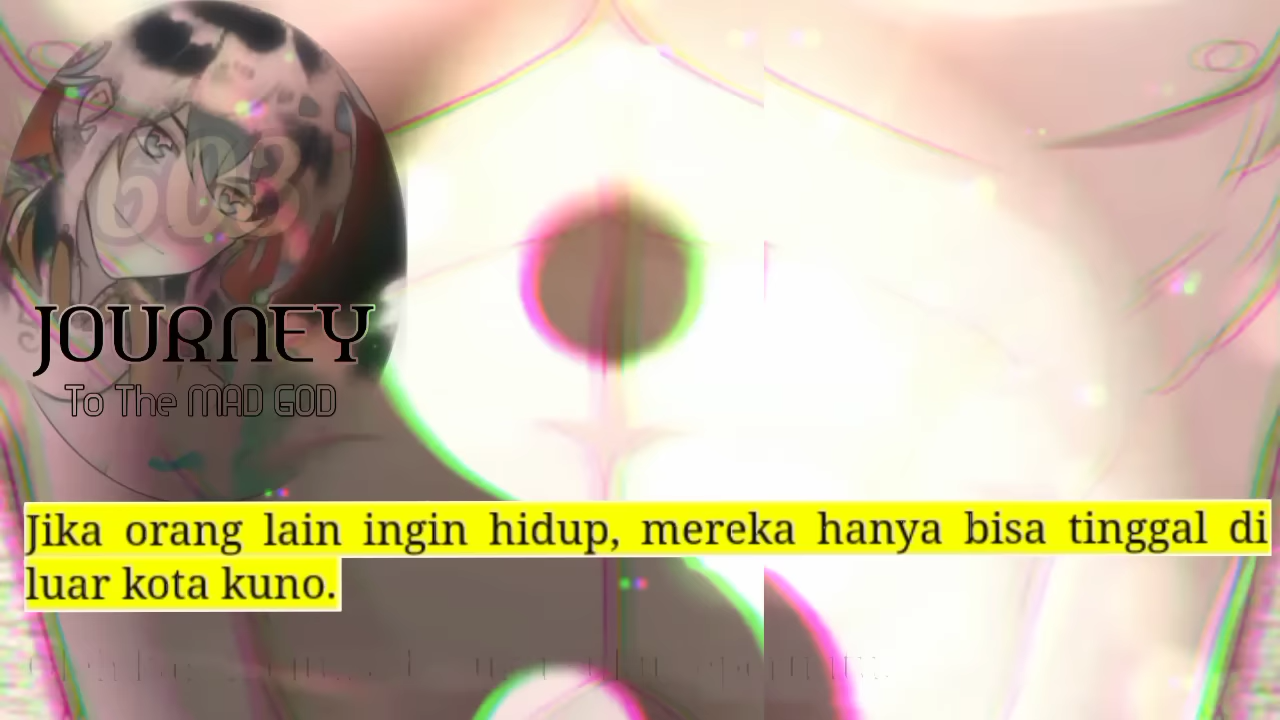 603
JOURNEY
To The MAD GOD
Jika orang lain ingin hidup, mereka hanya bisa tinggal di
luar kota kuno.